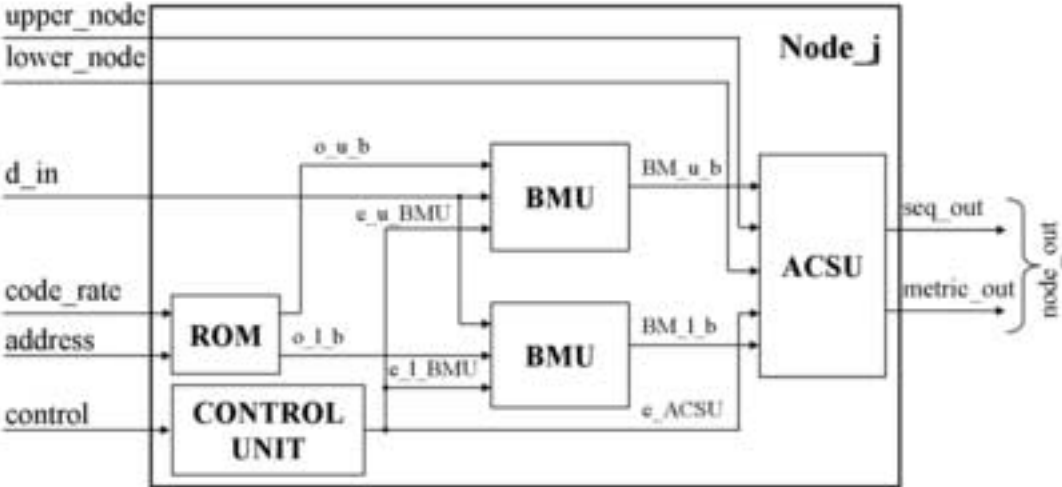 upper_node
lower_node
Node_j
d_in
o_u_b
BMU
BM_u_b
e_u_BMU
ACSU
seq_out
metric_out
node_out
code_rate
address
ROM
o_l_b
BMU
BM_l_b
e_l_BMU
control
CONTROL
UNIT
e_ACSU